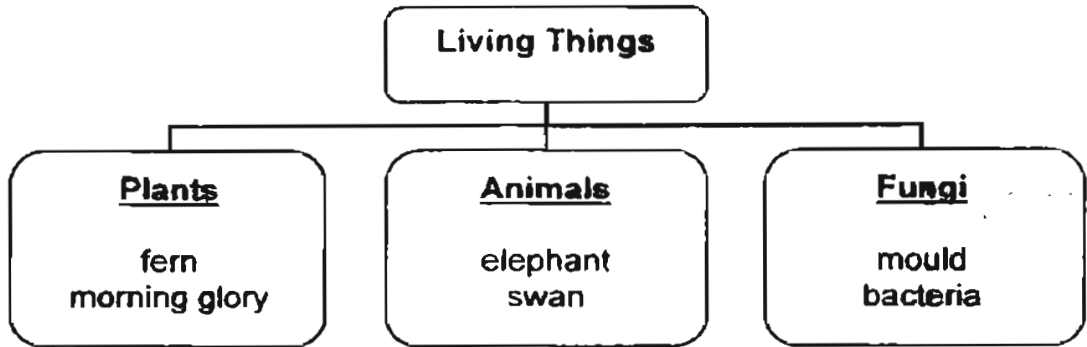 Living Things
Plants
fern
morning glory
Animals
elephant
swan
Fungi
mould
bacteria